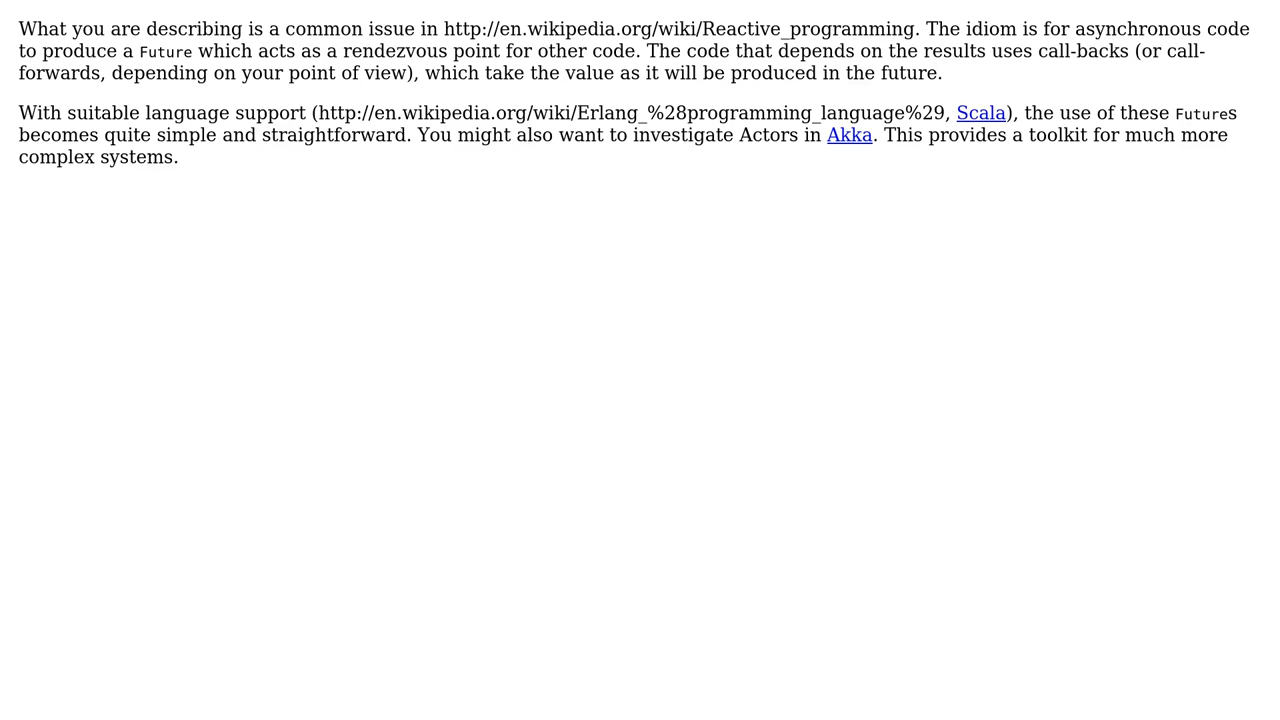 What you are describing is a common issue in http://en.wikipedia.org/wiki/Reactive_programming. The idiom is for asynchronous code
to produce a Future which acts as a rendezvous point for other code. The code that depends on the results uses call-backs (or call-
forwards, depending on your point of view), which take the value as it will be produced in the future.
With suitable language support (http://en.wikipedia.org/wiki/Erlang_%28programming_language%29, Scala), the use of these Futures
becomes quite simple and straightforward. You might also want to investigate Actors in Akka. This provides a toolkit for much more
complex systems.